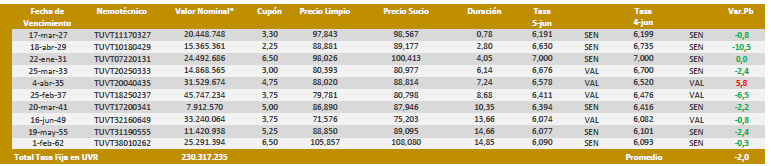 Fecha de Vencimiento Nemotécnico Valor Nominal* Cupón Precio Limpio Precio Sucio Duración Tasa 5-jun Tasa 4-jun Var.Pb
17-mar-27 TUVT11170327 20.448.748 3,30 97,843 98,567 0,78 6,191 SEN 6,199 SEN -0,8
18-abr-29 TUVT10180429 15.365.361 2,25 88,881 89,177 2,80 6,630 SEN 6,735 SEN -10,5
22-ene-31 TUVT07220131 24.492.686 6,50 98,026 100,413 4,05 7,000 SEN 7,000 SEN 0,0
25-mar-33 TUVT20250333 14.868.565 3,00 80,393 80,977 6,14 6,676 VAL 6,700 SEN -2,4
4-abr-35 TUVT20040435 31.529.674 4,75 88,020 88,814 7,24 6,578 VAL 6,520 VAL 5,8
25-feb-37 TUVT18250237 45.747.234 3,75 79,781 80,798 8,68 6,411 SEN 6,476 VAL -6,5
20-mar-41 TUVT17200341 7.912.570 5,00 86,890 87,946 10,35 6,394 SEN 6,416 SEN -2,2
16-jun-49 TUVT32160649 33.240.064 3,75 71,576 75,203 13,66 6,074 VAL 6,082 VAL -0,8
19-may-55 TUVT31190555 11.420.938 5,25 88,850 89,095 14,66 6,077 SEN 6,101 SEN -2,4
1-feb-62 TUVT38010262 25.291.394 6,50 105,857 108,080 14,85 6,090 SEN 6,093 SEN -0,3
Total Tasa Fija en UVR 230.317.235 Promedio -2,0